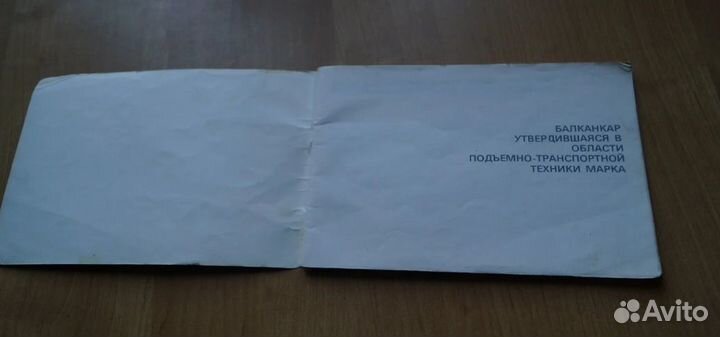 БАЛКАНКАР
УТВЕРДИВШАЯСЯ В
ОБЛАСТИ
ПОДЪЕМНО-ТРАНСПОРТНОЙ
ТЕХНИКИ МАРКА
Avito